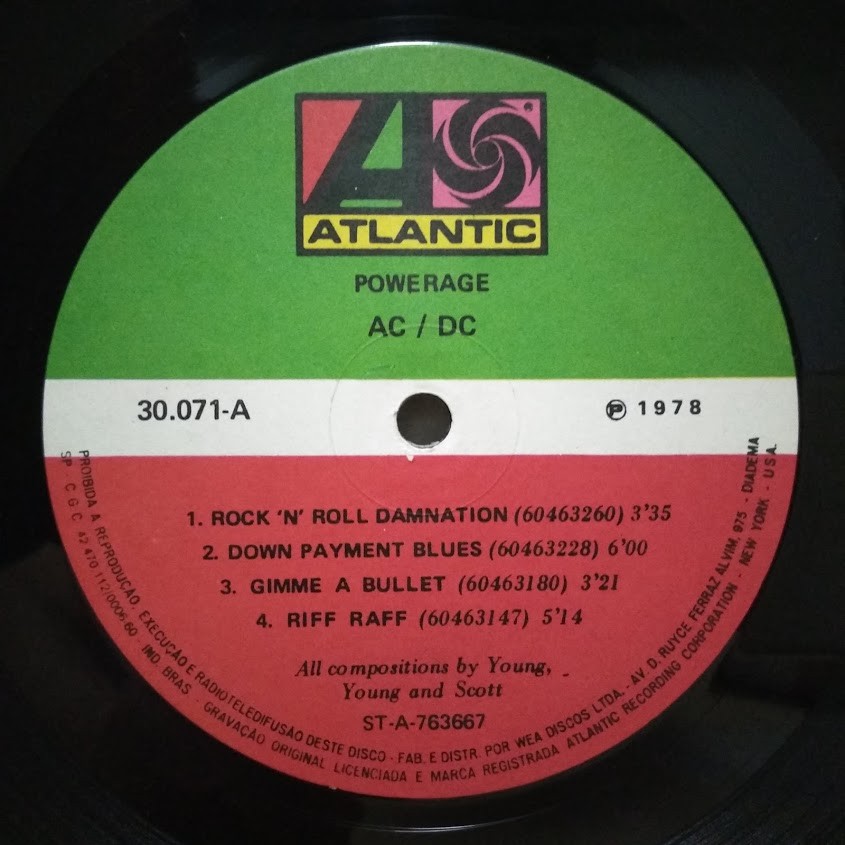 ®
ATLANTIC
POWERAGE
AC / DC
30.071-A
℗ 1978
1. ROCK 'N' ROLL DAMNATION (60463260) 3'35
2. DOWN PAYMENT BLUES (60463228) 6'00
3. GIMME A BULLET (60463180) 3'21
4. RIFF RAFF (60463147) 5'14
All compositions by Young,
Young and Scott
ST-A-763667
PROIBIDA A REPRODUÇÃO, EXECUÇÃO E RADIOTELEDIFUSÃO DESTE DISCO - FAB. E DISTR. POR WEA DISCOS LTDA. - AV. D. RUYCE FERRAZ ALVIM, 975 - DIADEMA
SP C G C 42 470 112/0006-60 - IND. BRAS - GRAVAÇÃO ORIGINAL LICENCIADA E MARCA REGISTRADA ATLANTIC RECORDING CORPORATION - NEW YORK - U.S.A.